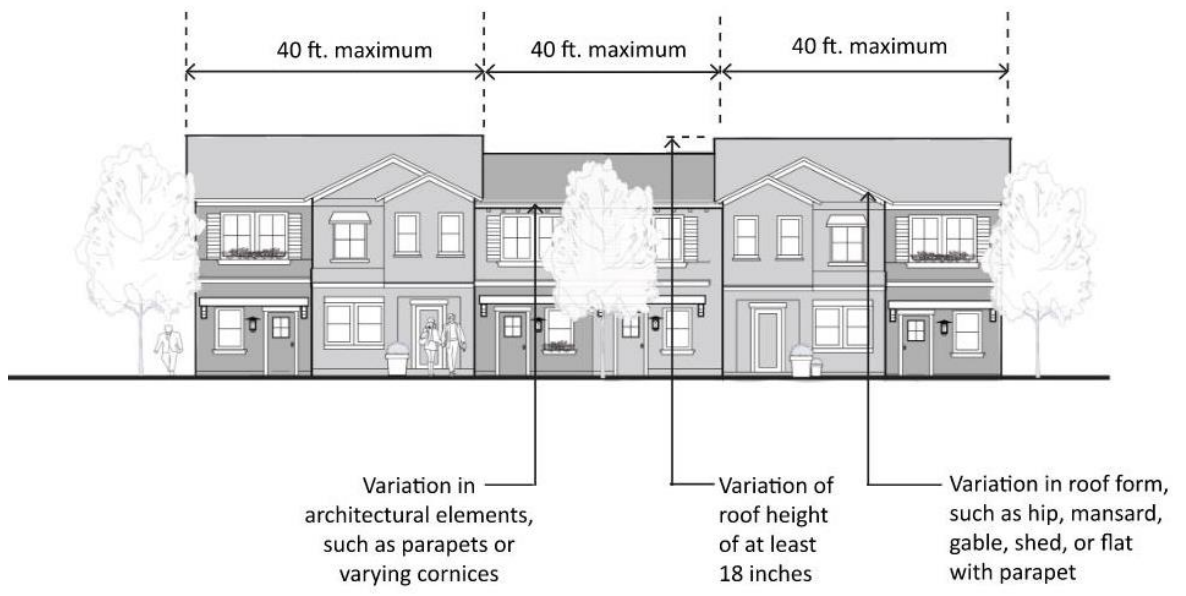 40 ft. maximum
40 ft. maximum
40 ft. maximum
Variation in
architectural elements,
such as parapets or
varying cornices
Variation of
roof height
of at least
18 inches
Variation in roof form,
such as hip, mansard,
gable, shed, or flat
with parapet